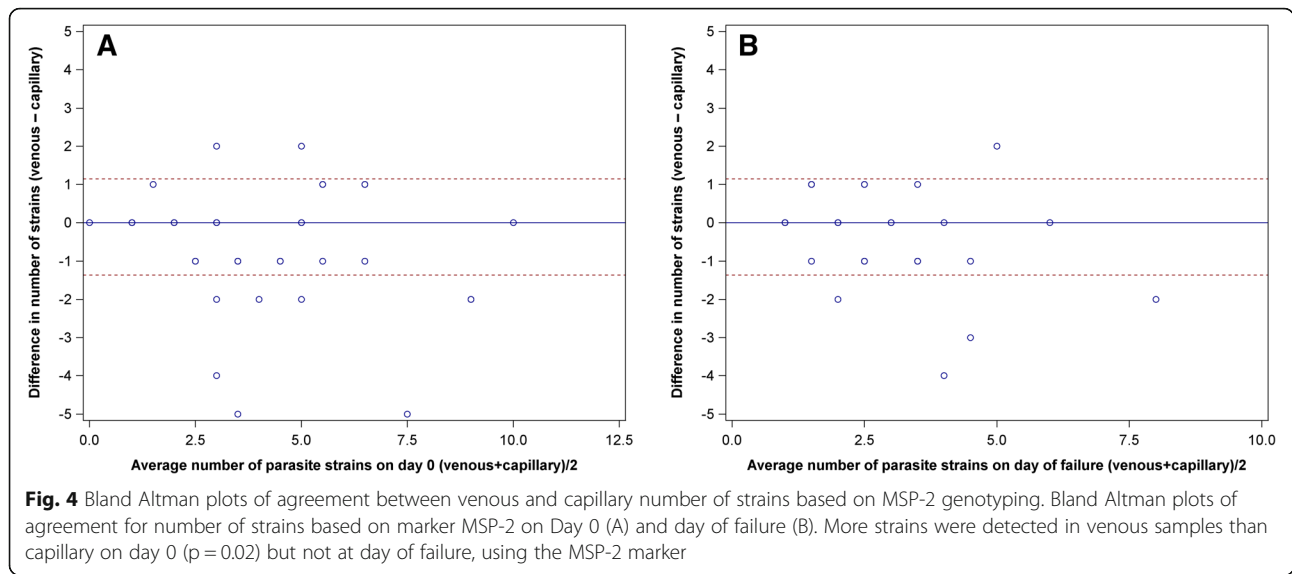 A
B
Difference in number of strains (venous – capillary)
5
4
3
2
1
0
-1
-2
-3
-4
-5
0.0 2.5 5.0 7.5 10.0 12.5
Average number of parasite strains on day 0 (venous+capillary)/2
Difference in number of strains (venous – capillary)
5
4
3
2
1
0
-1
-2
-3
-4
-5
0.0 2.5 5.0 7.5 10.0
Average number of parasite strains on day of failure (venous+capillary)/2
Fig. 4 Bland Altman plots of agreement between venous and capillary number of strains based on MSP-2 genotyping. Bland Altman plots of
agreement for number of strains based on marker MSP-2 on Day 0 (A) and day of failure (B). More strains were detected in venous samples than
capillary on day 0 (p = 0.02) but not at day of failure, using the MSP-2 marker